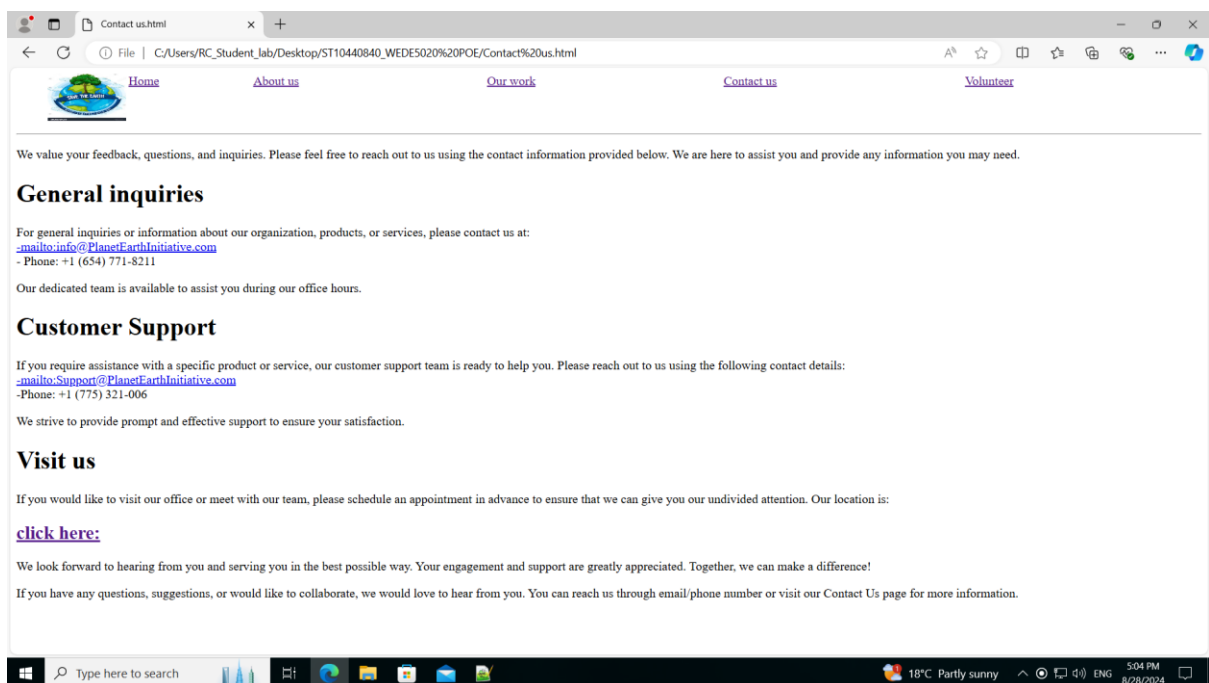 Contact us.html
File | C:/Users/RC_Student_lab/Desktop/ST10440840_WEDE5020%20POE/Contact%20us.html
SAVE THE EARTH
Home About us Our work Contact us Volunteer
We value your feedback, questions, and inquiries. Please feel free to reach out to us using the contact information provided below. We are here to assist you and provide any information you may need.
General inquiries
For general inquiries or information about our organization, products, or services, please contact us at:
-mailto:info@PlanetEarthInitiative.com
- Phone: +1 (654) 771-8211
Our dedicated team is available to assist you during our office hours.
Customer Support
If you require assistance with a specific product or service, our customer support team is ready to help you. Please reach out to us using the following contact details:
-mailto:Support@PlanetEarthInitiative.com
-Phone: +1 (775) 321-006
We strive to provide prompt and effective support to ensure your satisfaction.
Visit us
If you would like to visit our office or meet with our team, please schedule an appointment in advance to ensure that we can give you our undivided attention. Our location is:
click here:
We look forward to hearing from you and serving you in the best possible way. Your engagement and support are greatly appreciated. Together, we can make a difference!
If you have any questions, suggestions, or would like to collaborate, we would love to hear from you. You can reach us through email/phone number or visit our Contact Us page for more information.
Type here to search
18°C Partly sunny ENG 5:04 PM
8/28/2024